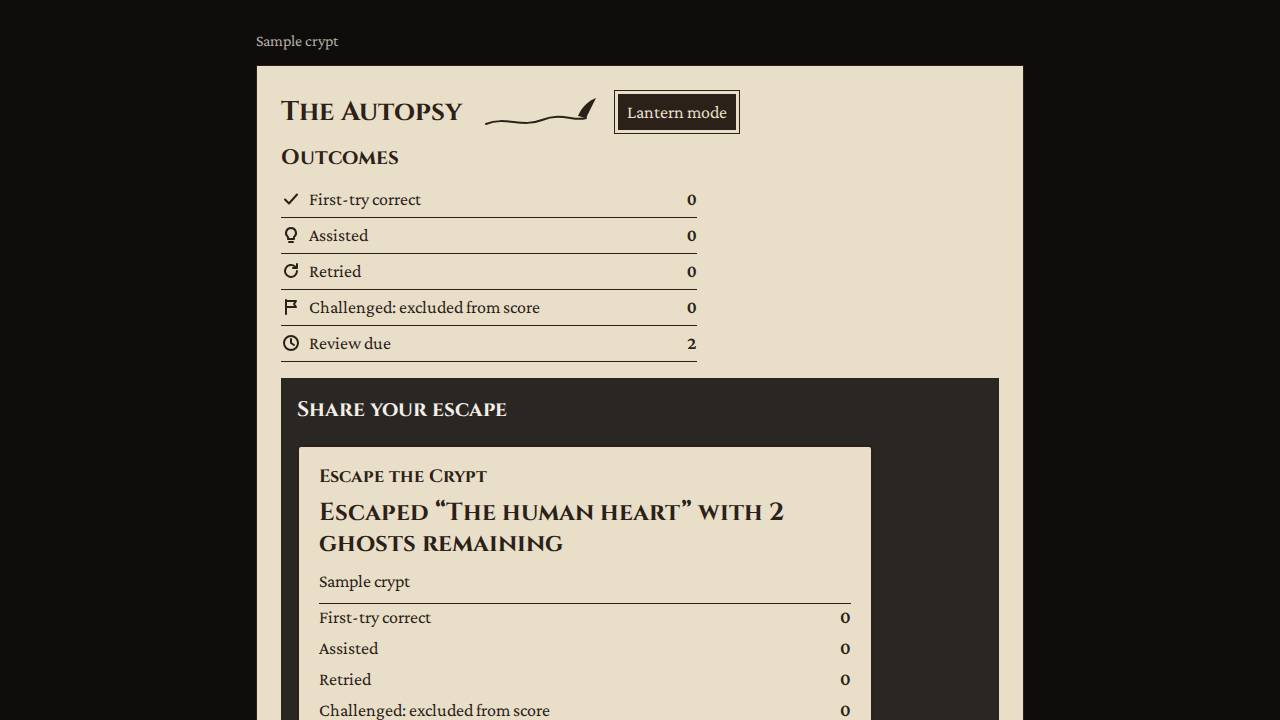 Sample crypt
The Autopsy
Lantern mode
Outcomes
First-try correct 0
Assisted 0
Retried 0
Challenged: excluded from score 0
Review due 2
Share your escape
Escape the Crypt
Escaped “The human heart” with 2
ghosts remaining
Sample crypt
First-try correct 0
Assisted 0
Retried 0
Challenged: excluded from score 0